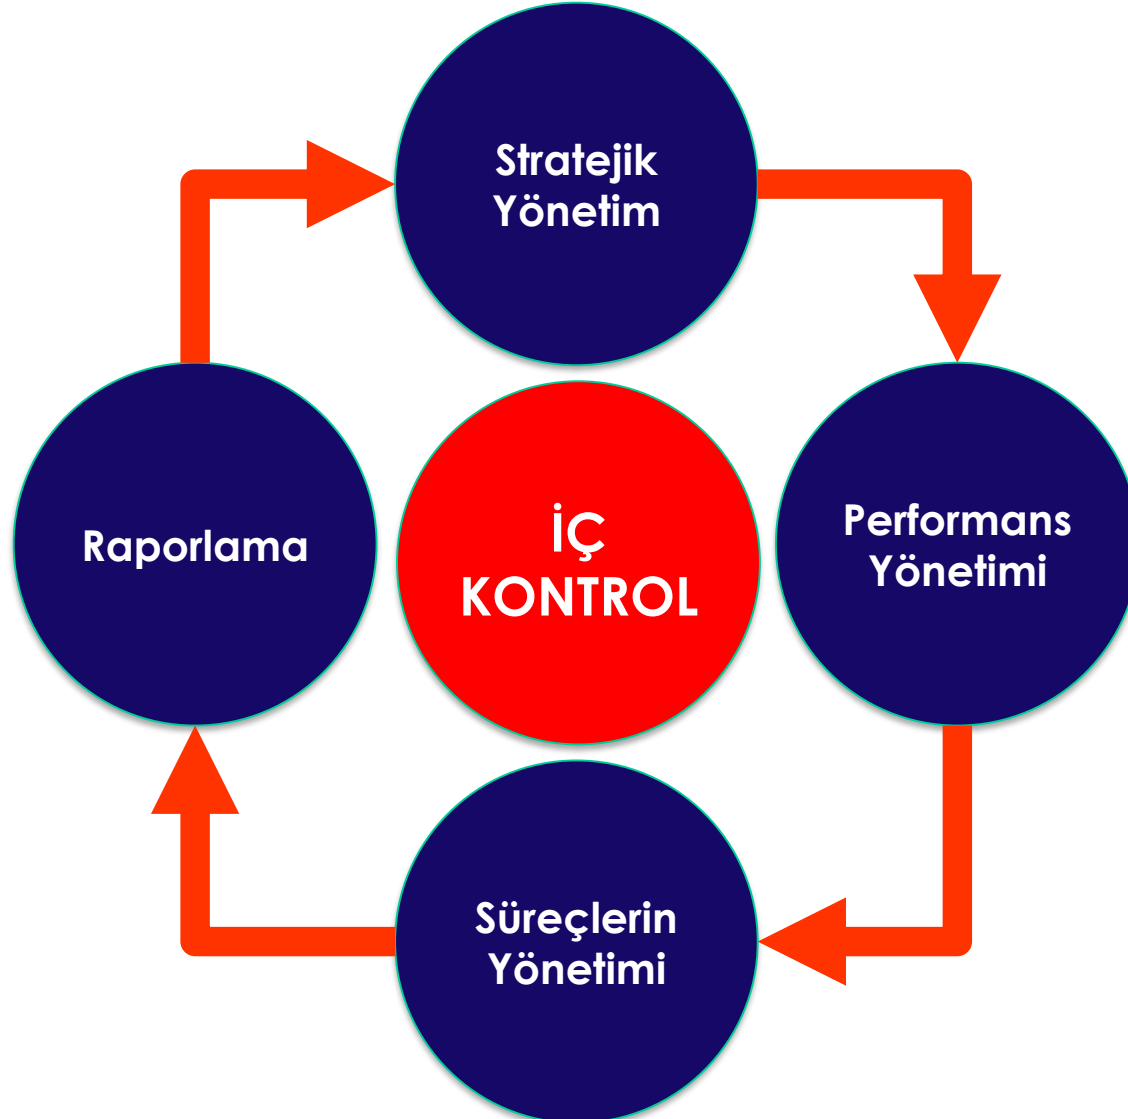 Stratejik
Yönetim
Performans
Yönetimi
İÇ
KONTROL
Raporlama
Süreçlerin
Yönetimi